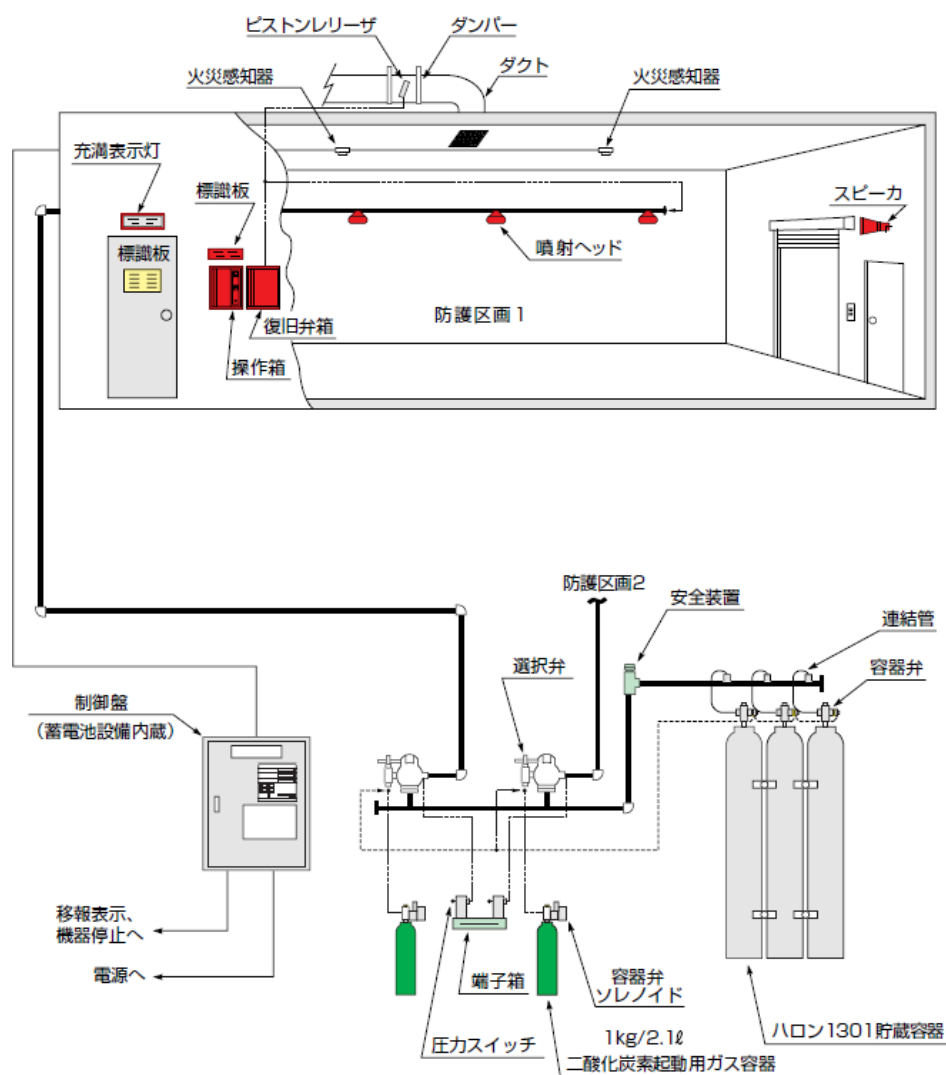 ピストンレリーザ
ダンパー
火災感知器
ダクト
火災感知器
充満表示灯
標識板
スピーカ
標識板
噴射ヘッド
防護区画1
復旧弁箱
操作箱
防護区画2
安全装置
連結管
選択弁
容器弁
制御盤
（蓄電池設備内蔵）
移報表示、
機器停止へ
電源へ
端子箱
容器弁
ソレノイド
圧力スイッチ
1kg/2.1ℓ
二酸化炭素起動用ガス容器
ハロン1301貯蔵容器